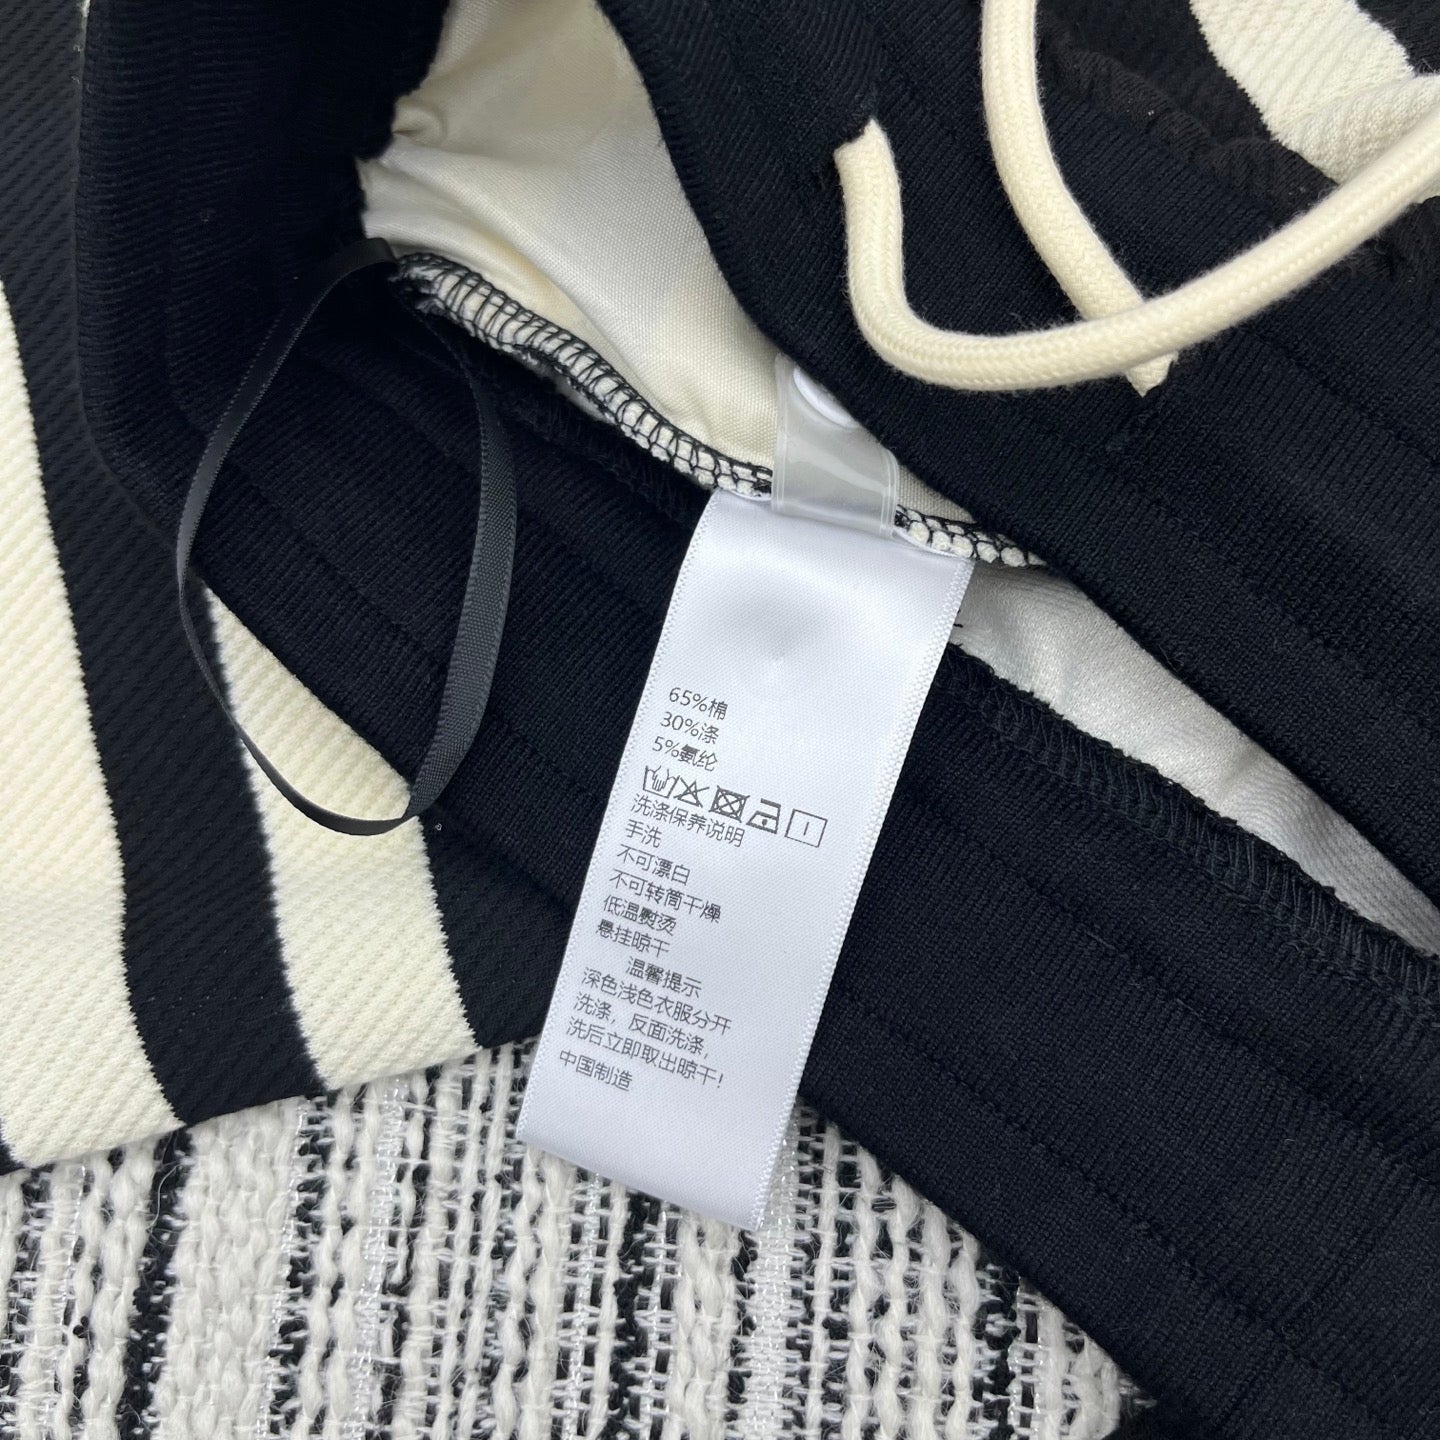 65%棉
30%涤
5%氨纶
洗涤保养说明
手洗
不可漂白
不可转筒干燥
低温熨烫
悬挂晾干
温馨提示
深色浅色衣服分开
洗涤，反面洗涤，
洗后立即取出晾干！
中国制造